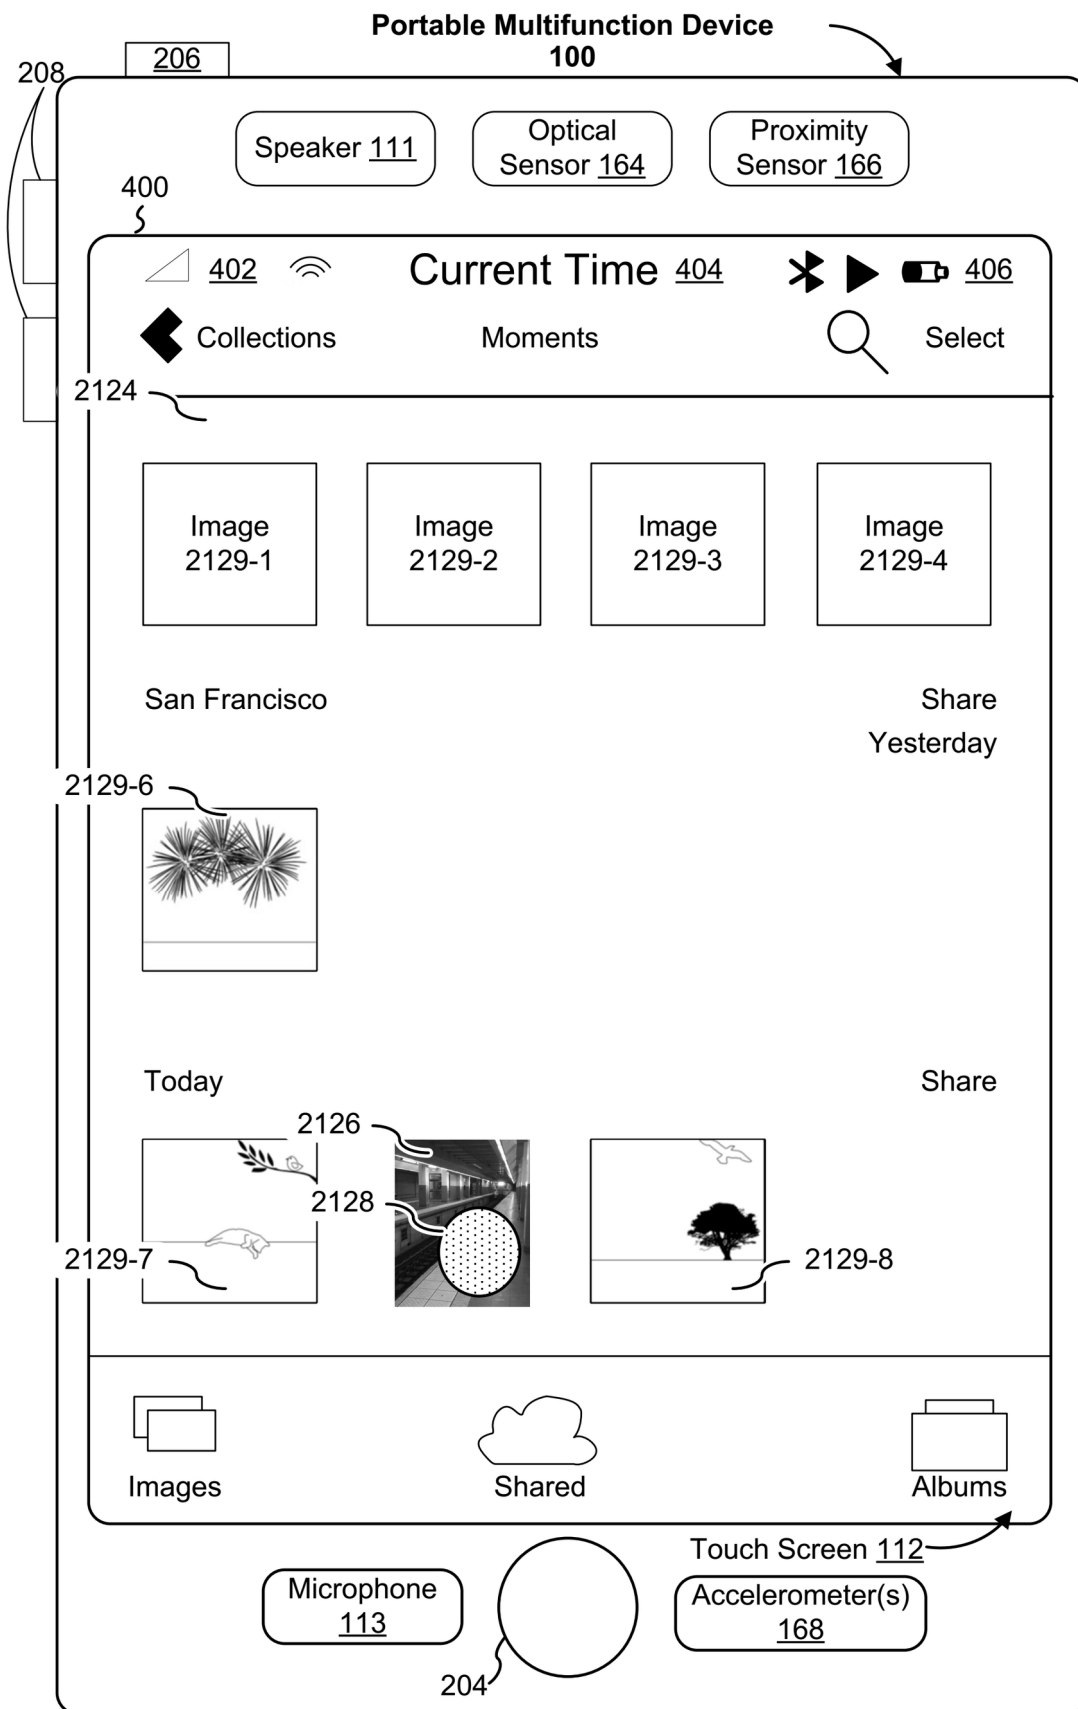 Portable Multifunction Device
100
206
208
Speaker 111
Optical
Sensor 164
Proximity
Sensor 166
400
402
Current Time 404
406
Collections
Moments
Select
2124
Image
2129-1
Image
2129-2
Image
2129-3
Image
2129-4
San Francisco
Share
Yesterday
2129-6
Today
Share
2126
2128
2129-7
2129-8
Images
Shared
Albums
Touch Screen 112
Microphone
113
Accelerometer(s)
168
204